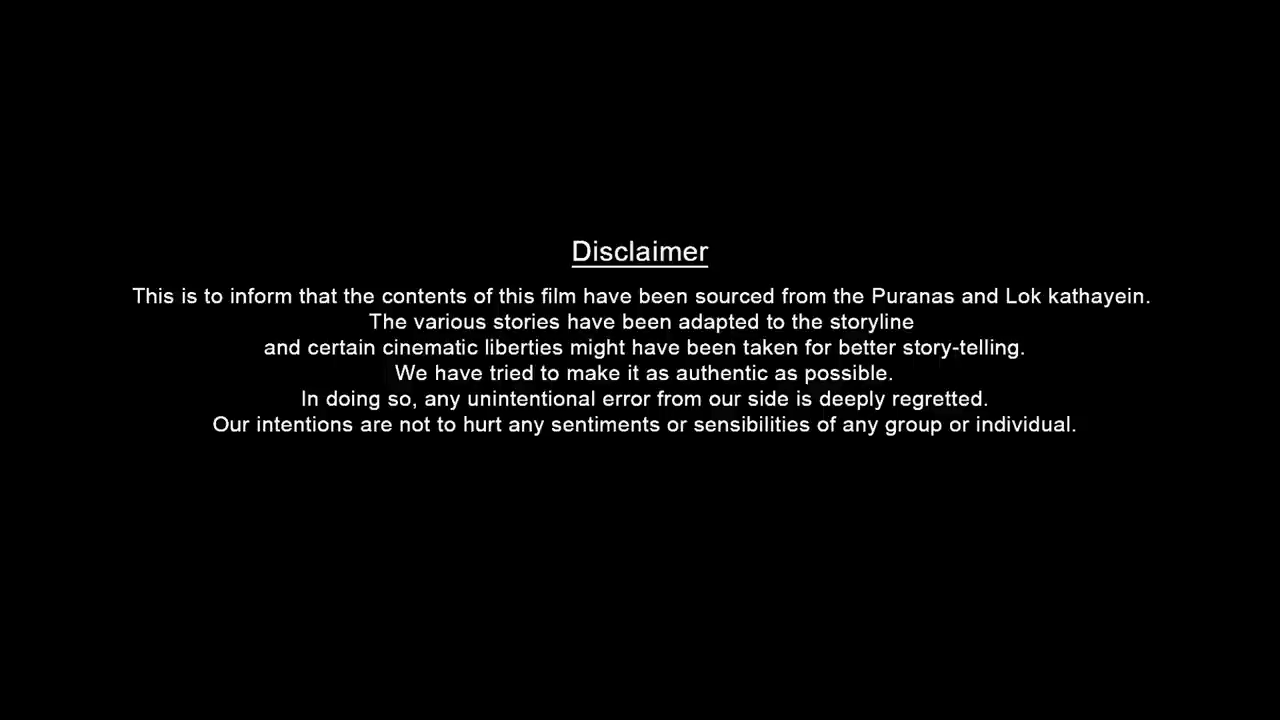 Disclaimer
This is to inform that the contents of this film have been sourced from the Puranas and Lok kathayein.
The various stories have been adapted to the storyline
and certain cinematic liberties might have been taken for better story-telling.
We have tried to make it as authentic as possible.
In doing so, any unintentional error from our side is deeply regretted.
Our intentions are not to hurt any sentiments or sensibilities of any group or individual.